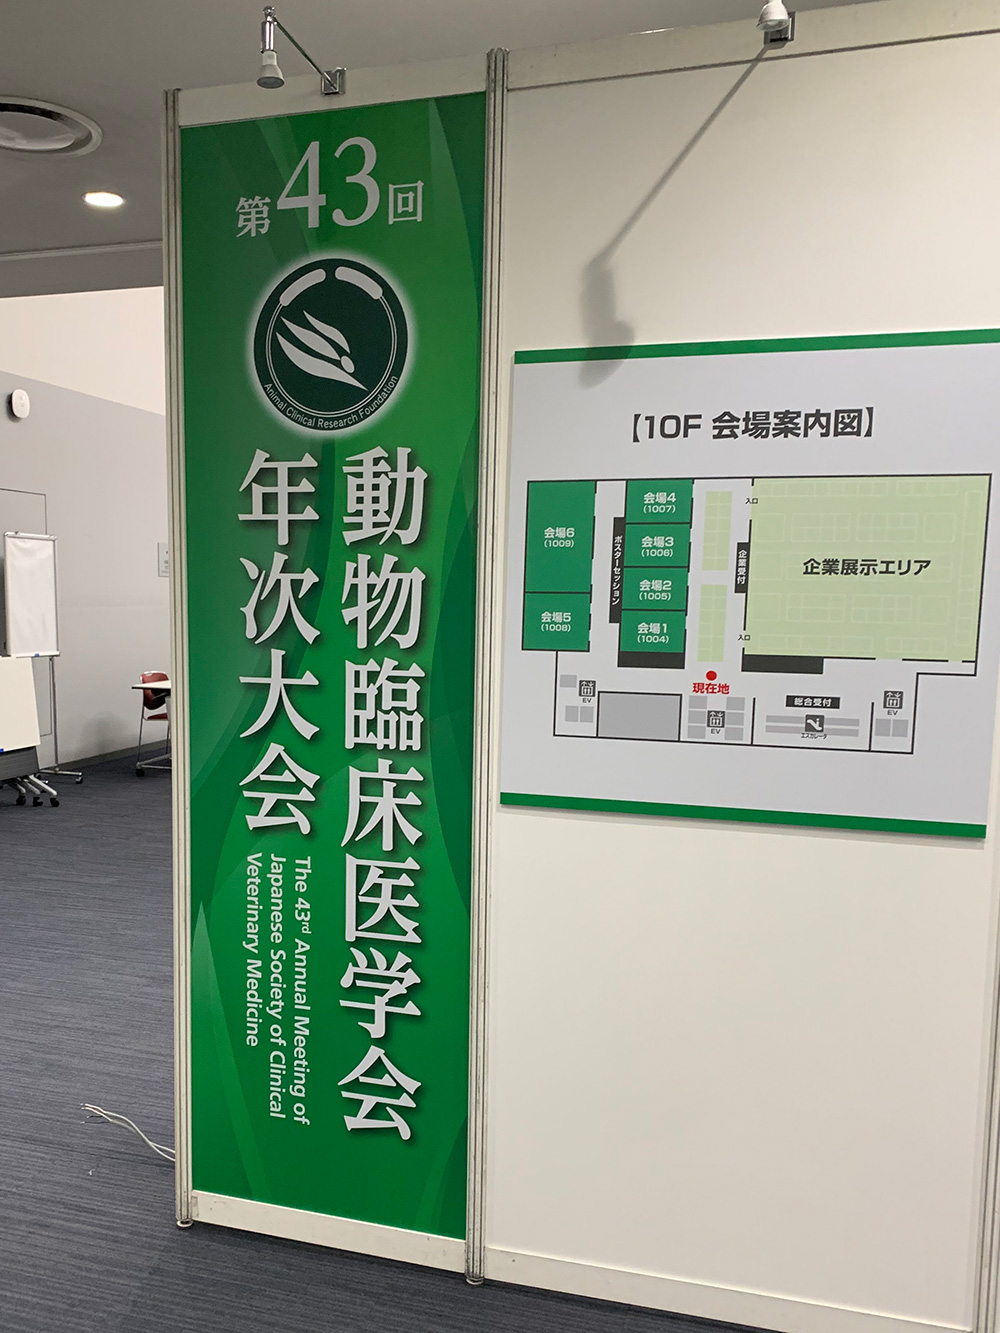 第43回
Animal Clinical Research Foundation
動物臨床医学会
年次大会
The 43rd Annual Meeting of
Japanese Society of Clinical
Veterinary Medicine
【10F 会場案内図】
会場6
(1009)
会場5
(1008)
ポスターセッション
会場4
(1007)
会場3
(1006)
会場2
(1005)
会場1
(1004)
入口
企業受付
入口
企業展示エリア
現在地
EV
EV
総合受付
エスカレータ
EV